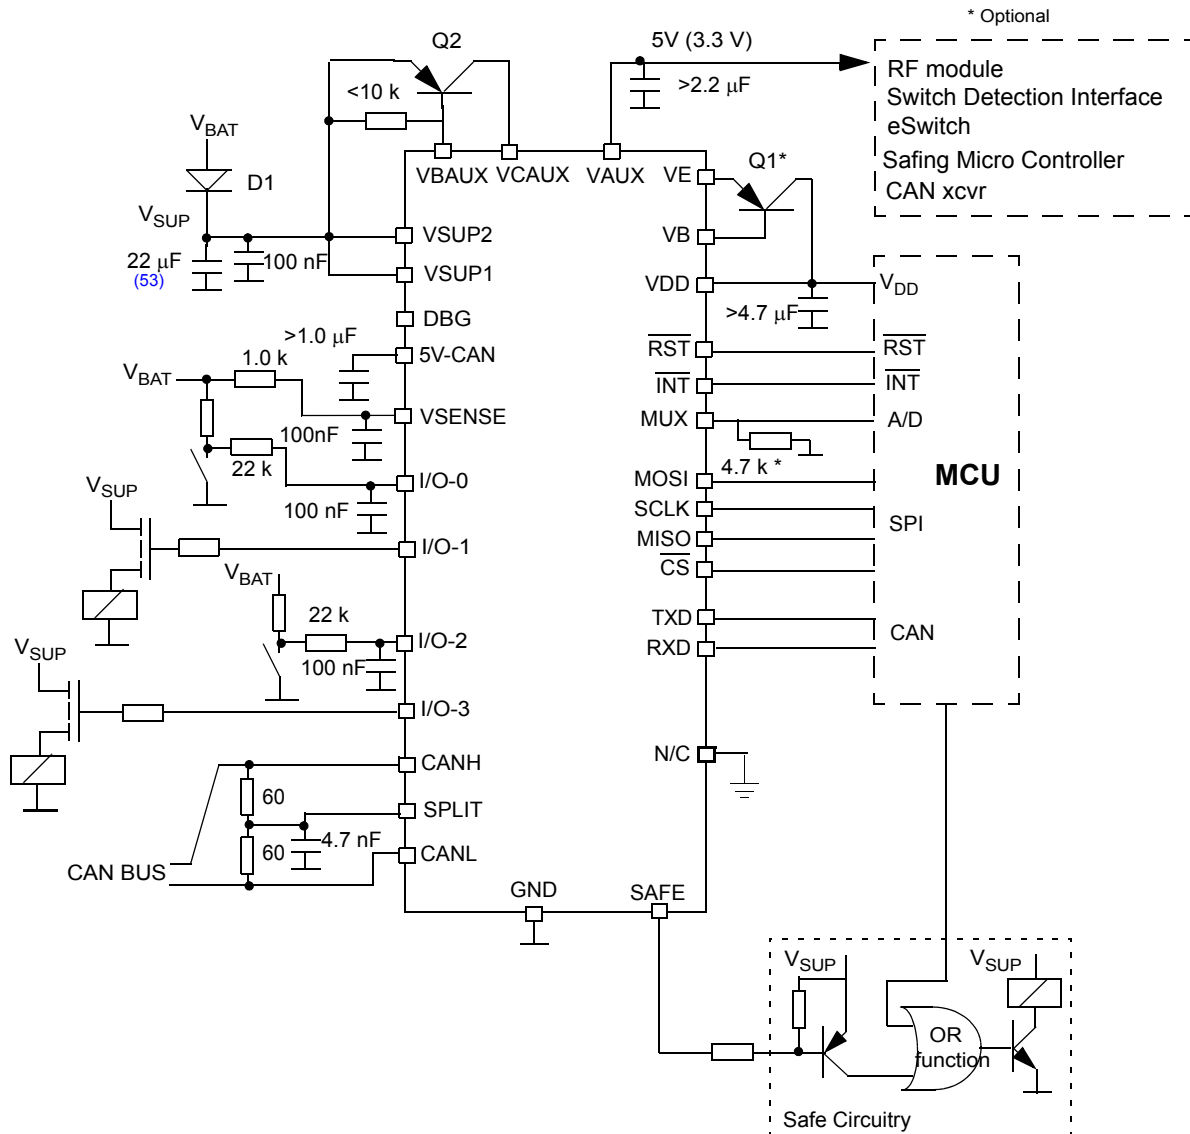 * Optional
Q2
5V (3.3 V)
RF module
Switch Detection Interface
eSwitch
Safing Micro Controller
CAN xcvr
<10 k
>2.2 μF
VBAT
D1
VSUP
22 μF
(53)
100 nF
VBAUX
VCAUX
VAUX
VE
Q1*
VB
VSUP2
VSUP1
VDD
VDD
>4.7 μF
DBG
>1.0 μF
5V-CAN
RST
RST
INT
INT
VBAT
1.0 k
VSENSE
100nF
MUX
A/D
4.7 k *
22 k
I/O-0
100 nF
MCU
MOSI
SCLK
MISO
CS
SPI
VSUP
I/O-1
VBAT
22 k
I/O-2
100 nF
TXD
RXD
CAN
VSUP
I/O-3
N/C
CANH
60
SPLIT
4.7 nF
60
CANL
CAN BUS
GND
SAFE
VSUP
VSUP
OR
function
Safe Circuitry